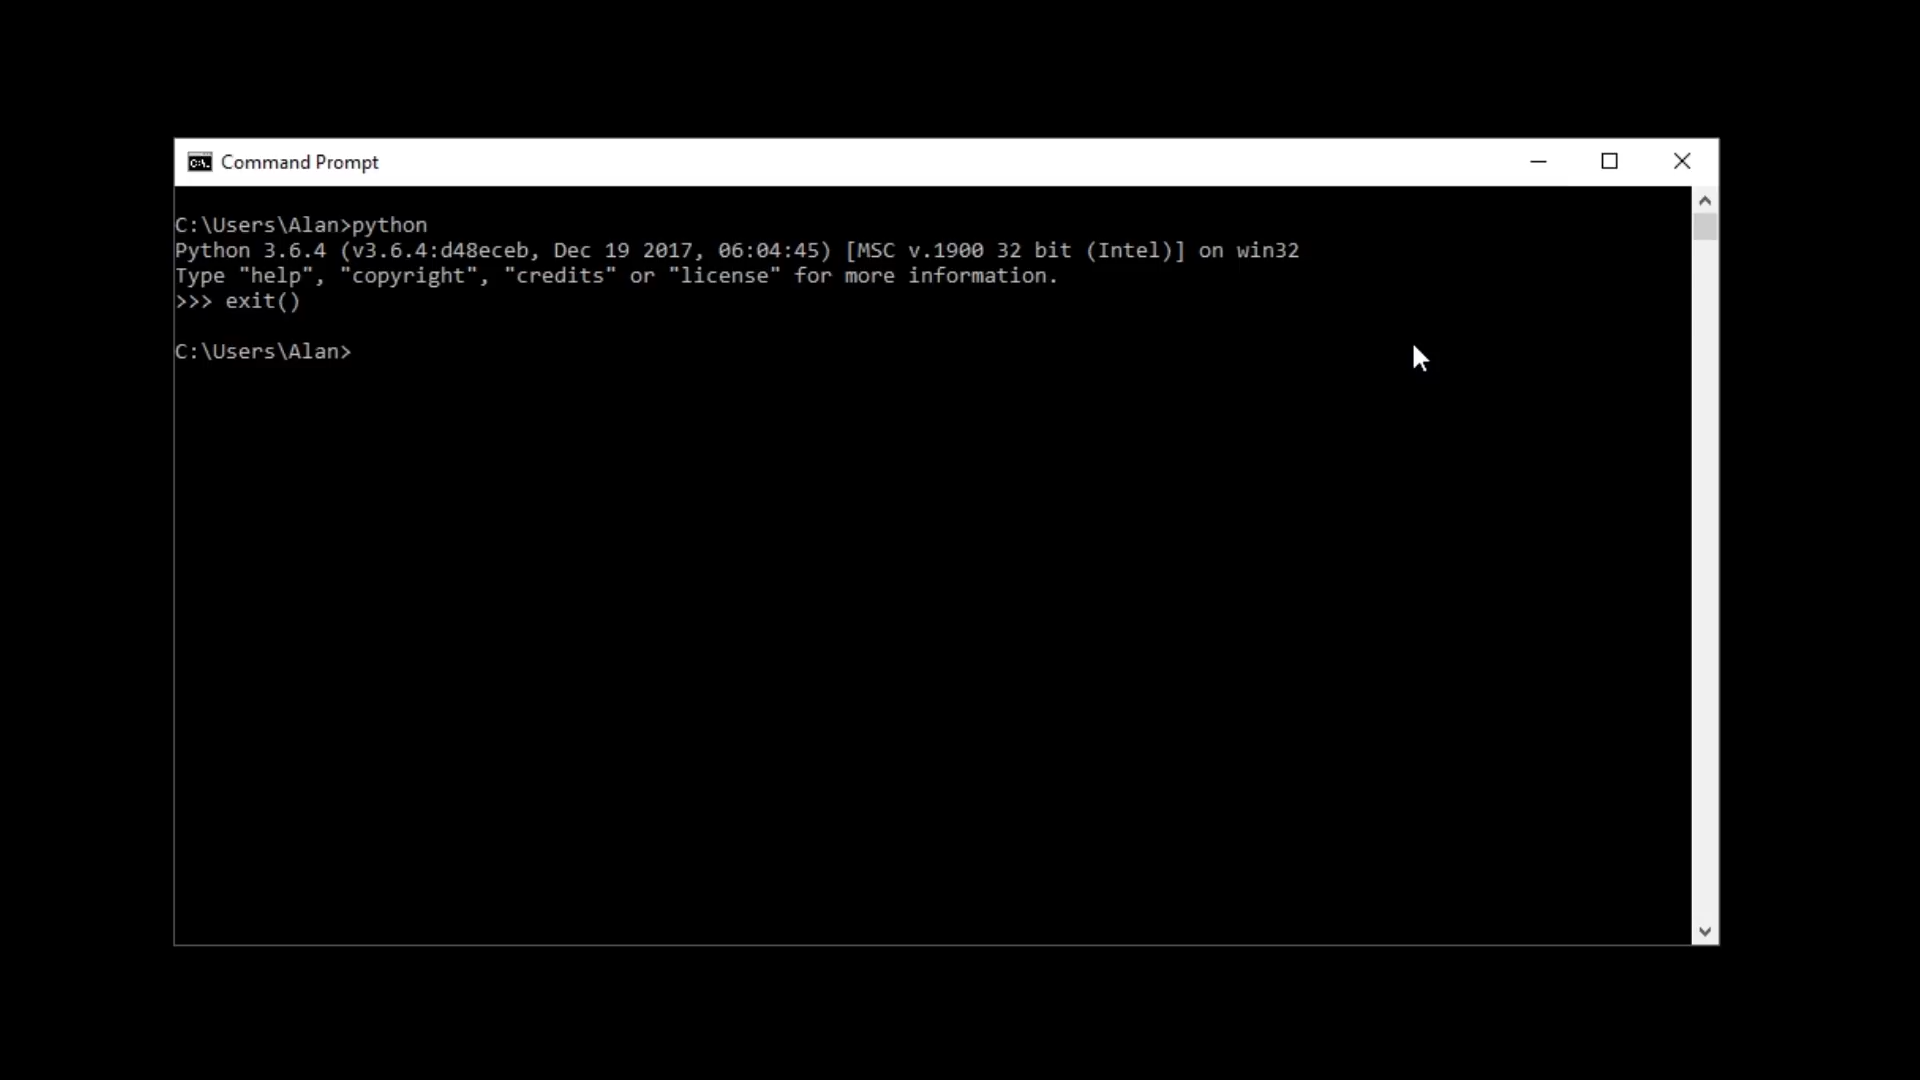 Command Prompt
C:\Users\Alan>python
Python 3.6.4 (v3.6.4:d48eceb, Dec 19 2017, 06:04:45) [MSC v.1900 32 bit (Intel)] on win32
Type "help", "copyright", "credits" or "license" for more information.
>>> exit()
C:\Users\Alan>